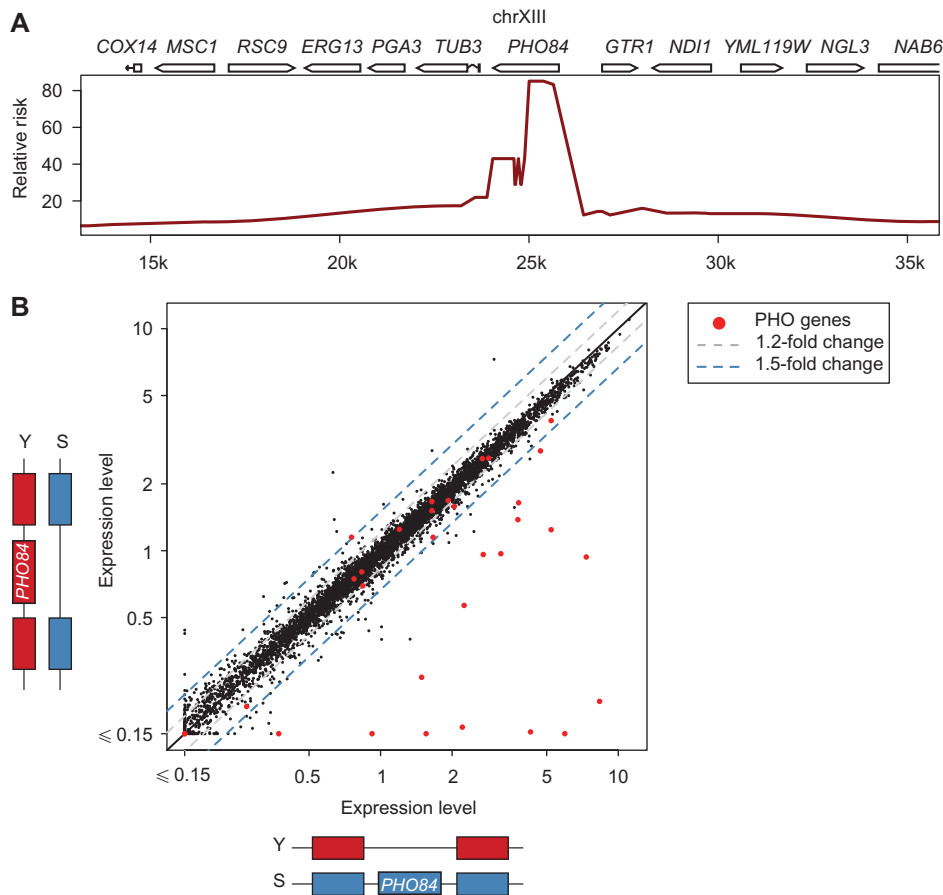 A
chrXIII
COX14 MSC1 RSC9 ERG13 PGA3 TUB3 PHO84 GTR1 NDI1 YML119W NGL3 NAB6
Relative risk
80
60
40
20
15k 20k 25k 30k 35k
B
PHO genes
1.2-fold change
1.5-fold change
Y S
PHO84
Expression level
10
5
2
1
0.5
⩽ 0.15
⩽ 0.15 0.5 1 2 5 10
Expression level
Y
S PHO84